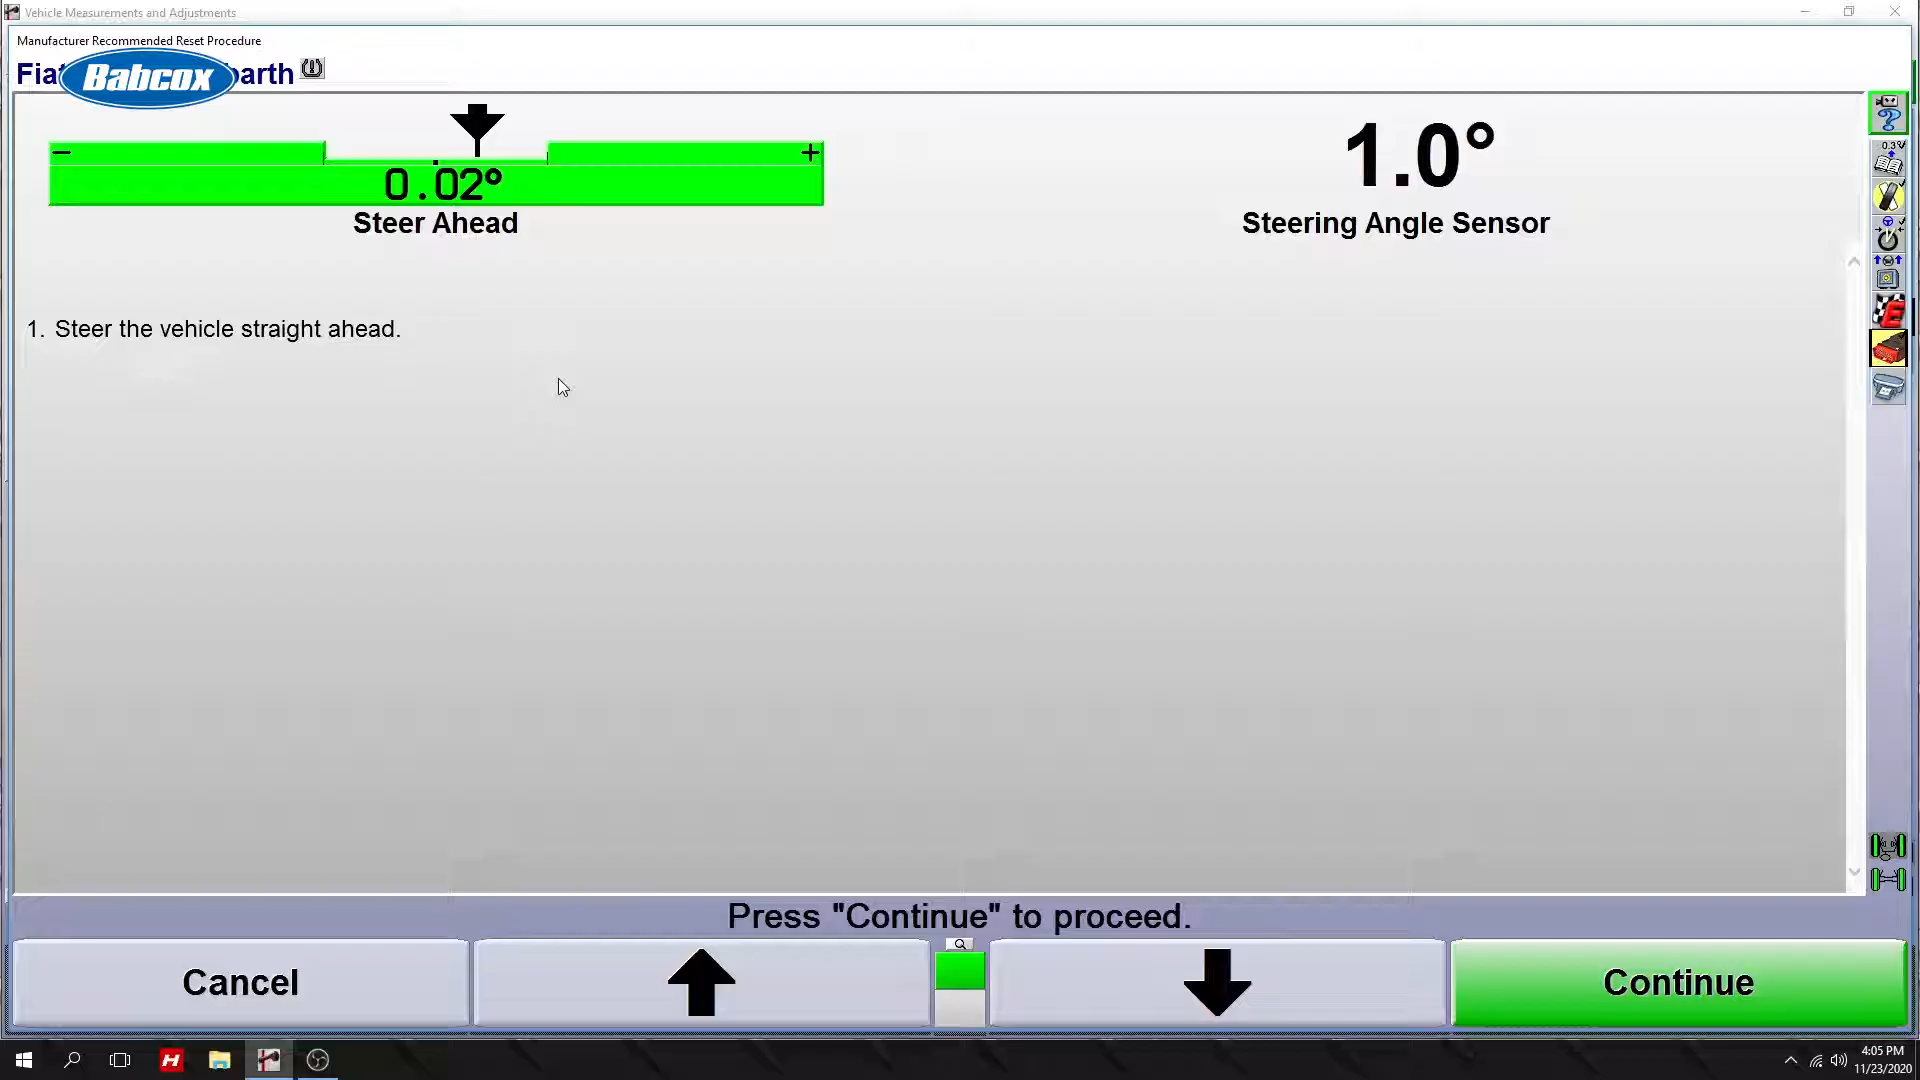 Vehicle Measurements and Adjustments
Manufacturer Recommended Reset Procedure
Babcox
− +
0.02°
Steer Ahead
1.0°
Steering Angle Sensor
0.3V
1. Steer the vehicle straight ahead.
Press "Continue" to proceed.
Cancel
Continue
4:05 PM
11/23/2020